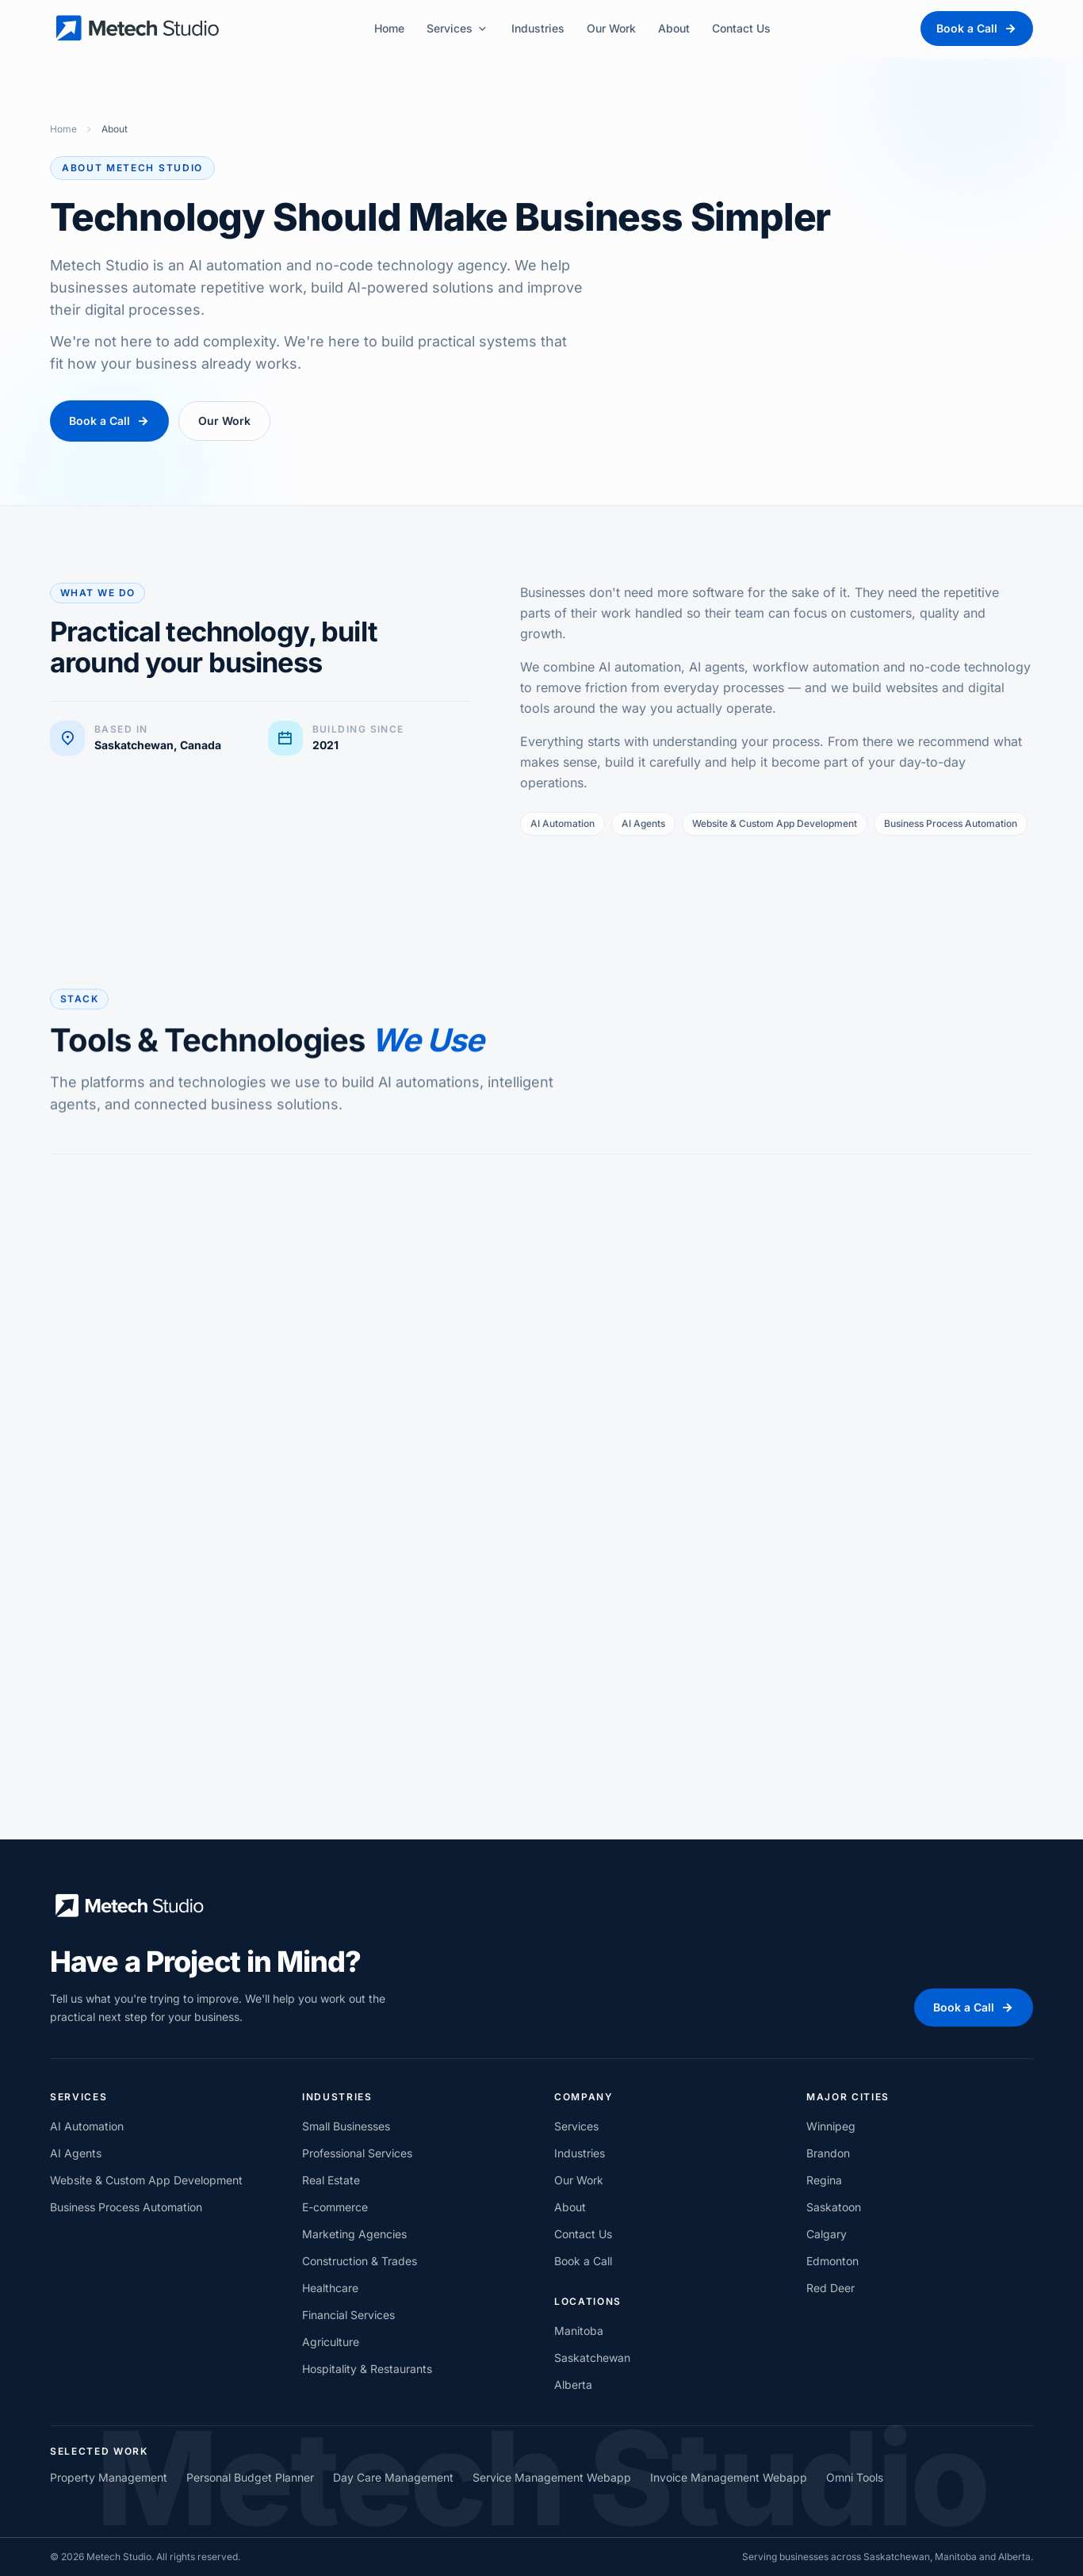 Metech Studio
Home
Services
Industries
Our Work
About
Contact Us
Book a Call
Home
About
ABOUT METECH STUDIO
Technology Should Make Business Simpler
Metech Studio is an AI automation and no-code technology agency. We help
businesses automate repetitive work, build AI-powered solutions and improve
their digital processes.
We're not here to add complexity. We're here to build practical systems that
fit how your business already works.
Book a Call
Our Work
WHAT WE DO
Practical technology, built
around your business
BASED IN
Saskatchewan, Canada
BUILDING SINCE
2021
Businesses don't need more software for the sake of it. They need the repetitive
parts of their work handled so their team can focus on customers, quality and
growth.
We combine AI automation, AI agents, workflow automation and no-code technology
to remove friction from everyday processes — and we build websites and digital
tools around the way you actually operate.
Everything starts with understanding your process. From there we recommend what
makes sense, build it carefully and help it become part of your day-to-day
operations.
AI Automation
AI Agents
Website & Custom App Development
Business Process Automation
STACK
Tools & Technologies We Use
The platforms and technologies we use to build AI automations, intelligent
agents, and connected business solutions.
Metech Studio
Have a Project in Mind?
Tell us what you're trying to improve. We'll help you work out the
practical next step for your business.
Book a Call
SERVICES
AI Automation
AI Agents
Website & Custom App Development
Business Process Automation
INDUSTRIES
Small Businesses
Professional Services
Real Estate
E-commerce
Marketing Agencies
Construction & Trades
Healthcare
Financial Services
Agriculture
Hospitality & Restaurants
COMPANY
Services
Industries
Our Work
About
Contact Us
Book a Call
LOCATIONS
Manitoba
Saskatchewan
Alberta
MAJOR CITIES
Winnipeg
Brandon
Regina
Saskatoon
Calgary
Edmonton
Red Deer
Metech Studio
SELECTED WORK
Property Management
Personal Budget Planner
Day Care Management
Service Management Webapp
Invoice Management Webapp
Omni Tools
© 2026 Metech Studio. All rights reserved.
Serving businesses across Saskatchewan, Manitoba and Alberta.